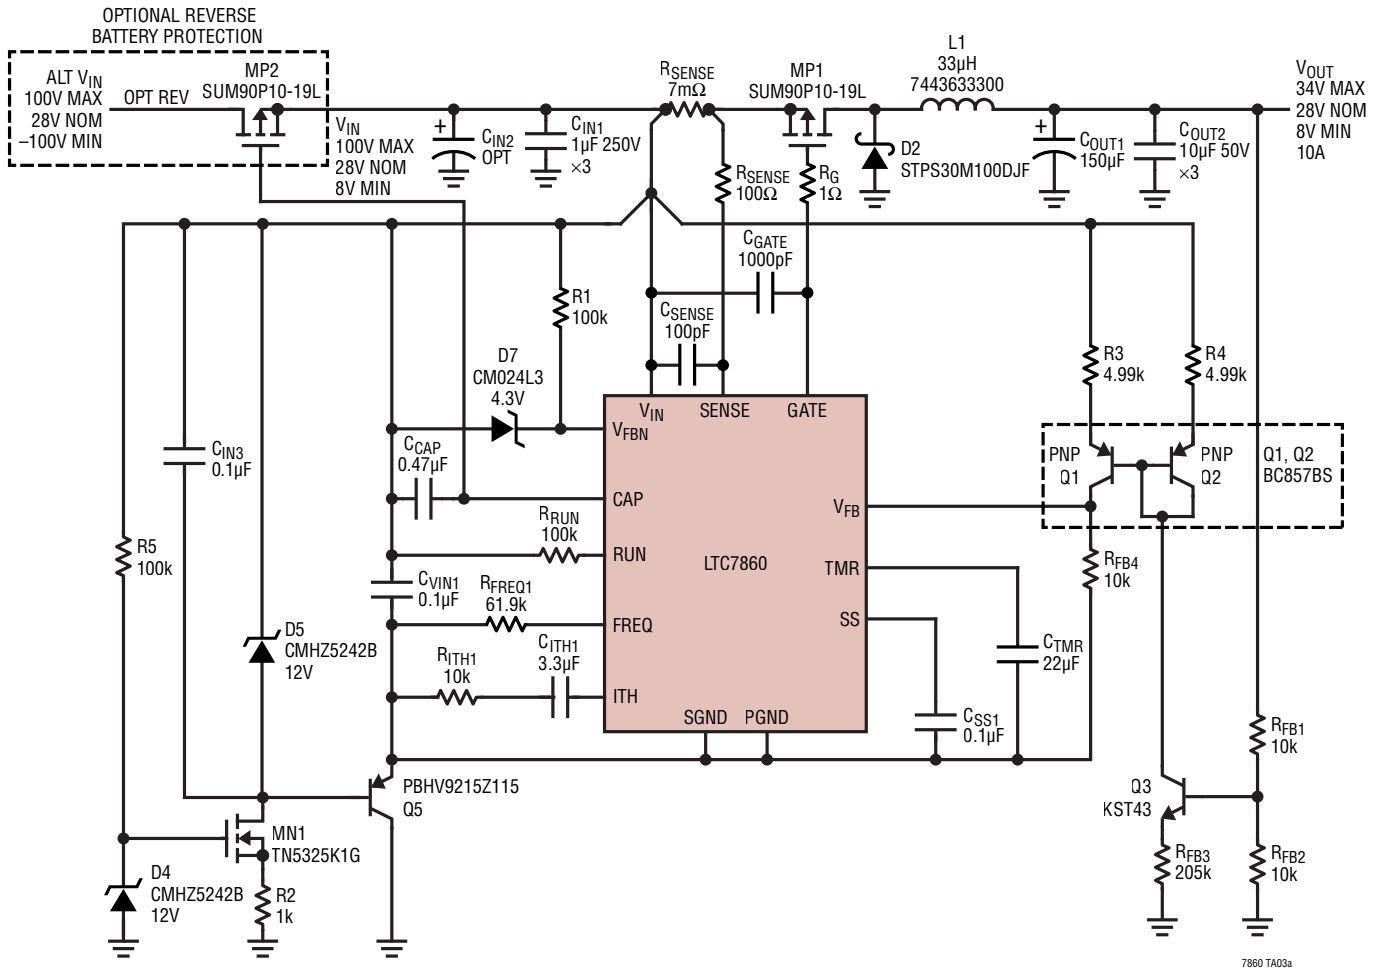 OPTIONAL REVERSE
BATTERY PROTECTION
ALT VIN
100V MAX
28V NOM
–100V MIN
OPT REV
MP2
SUM90P10-19L
VIN
100V MAX
28V NOM
8V MIN
+
CIN2
OPT
CIN1
1µF 250V
×3
RSENSE
7mΩ
MP1
SUM90P10-19L
L1
33µH
7443633300
VOUT
34V MAX
28V NOM
8V MIN
10A
RSENSE
100Ω
RG
1Ω
D2
STPS30M100DJF
+
COUT1
150µF
COUT2
10µF 50V
×3
CGATE
1000pF
CSENSE
100pF
R1
100k
D7
CM024L3
4.3V
R3
4.99k
R4
4.99k
CIN3
0.1µF
CCAP
0.47µF
VIN
SENSE
GATE
VFBN
CAP
RUN
FREQ
ITH
LTC7860
VFB
TMR
SS
SGND
PGND
PNP
Q1
PNP
Q2
Q1, Q2
BC857BS
RRUN
100k
R5
100k
CVIN1
0.1µF
RFREQ1
61.9k
RFB4
10k
D5
CMHZ5242B
12V
RITH1
10k
CITH1
3.3µF
CTMR
22µF
CSS1
0.1µF
RFB1
10k
PBHV9215Z115
Q5
Q3
KST43
MN1
TN5325K1G
D4
CMHZ5242B
12V
R2
1k
RFB3
205k
RFB2
10k
7860 TA03a